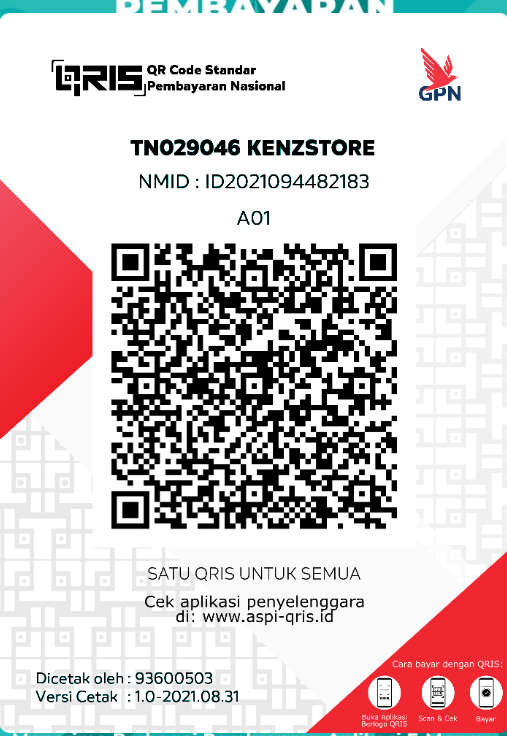 PEMBAYARAN
QRIS QR Code Standar
Pembayaran Nasional
GPN
TN029046 KENZSTORE
NMID : ID2021094482183
A01
SATU QRIS UNTUK SEMUA
Cek aplikasi penyelenggara
di: www.aspi-qris.id
Dicetak oleh : 93600503
Versi Cetak : 1.0-2021.08.31
Cara bayar dengan QRIS:
Buka Aplikasi
Berlogo QRIS
Scan & Cek
Bayar